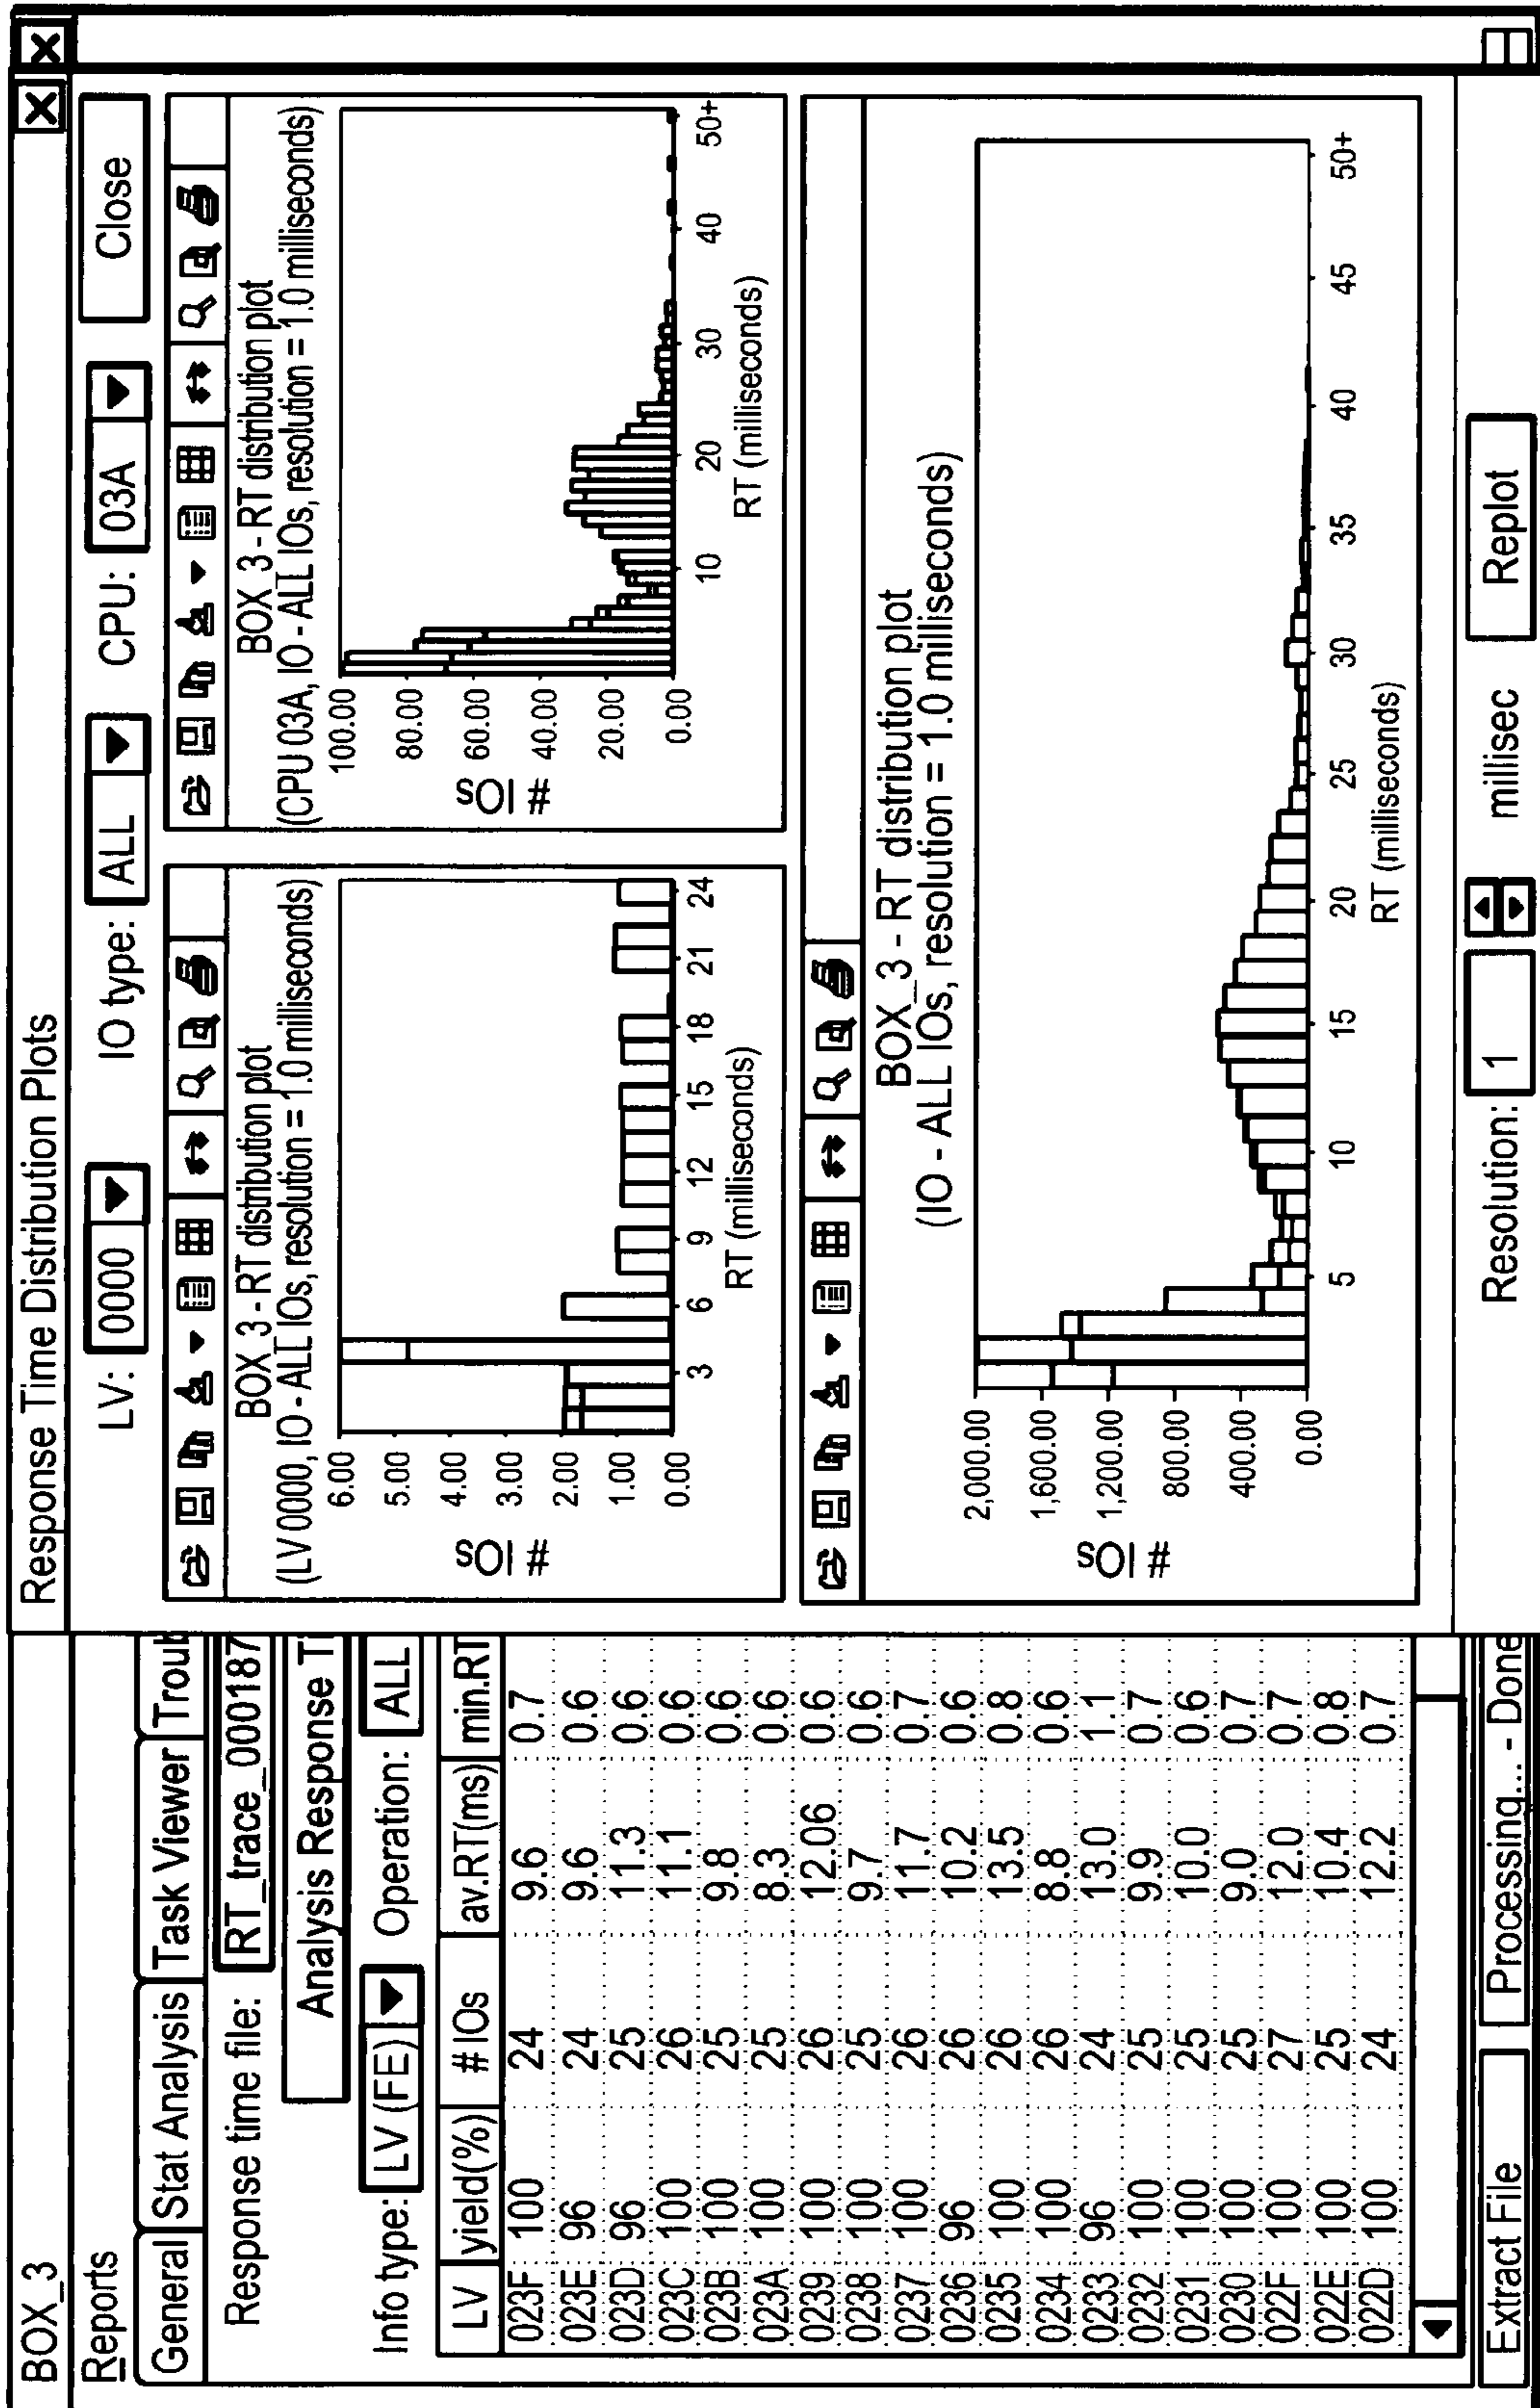 BOX_3
Reports
General Stat Analysis Task Viewer Troub
Response time file: RT_trace_000187
Analysis Response Ti
Info type: LV (FE) Operation: ALL
LV yield(%) # IOs av.RT(ms) min.RT
023F 100 24 9.6 0.7
023E 96 24 9.6 0.6
023D 96 25 11.3 0.6
023C 100 26 11.1 0.6
023B 100 25 9.8 0.6
023A 100 25 8.3 0.6
0239 100 26 12.06 0.6
0238 100 25 9.7 0.6
0237 100 26 11.7 0.7
0236 96 26 10.2 0.6
0235 100 26 13.5 0.8
0234 100 26 8.8 0.6
0233 96 24 13.0 1.1
0232 100 25 9.9 0.7
0231 100 25 10.0 0.6
0230 100 25 9.0 0.7
022F 100 27 12.0 0.7
022E 100 25 10.4 0.8
022D 100 24 12.2 0.7
Extract File Processing... - Done
Response Time Distribution Plots
LV: 0000 IO type: ALL CPU: 03A Close
BOX_3 - RT distribution plot
(LV 0000, IO - ALL IOs, resolution = 1.0 milliseconds)
# IOs
6.00
5.00
4.00
3.00
2.00
1.00
0.00
3 6 9 12 15 18 21 24
RT (milliseconds)
BOX_3 - RT distribution plot
(CPU 03A, IO - ALL IOs, resolution = 1.0 milliseconds)
# IOs
100.00
80.00
60.00
40.00
20.00
0.00
10 20 30 40 50+
RT (milliseconds)
BOX_3 - RT distribution plot
(IO - ALL IOs, resolution = 1.0 milliseconds)
# IOs
2,000.00
1,600.00
1,200.00
800.00
400.00
0.00
5 10 15 20 25 30 35 40 45 50+
RT (milliseconds)
Resolution: 1 millisec Replot